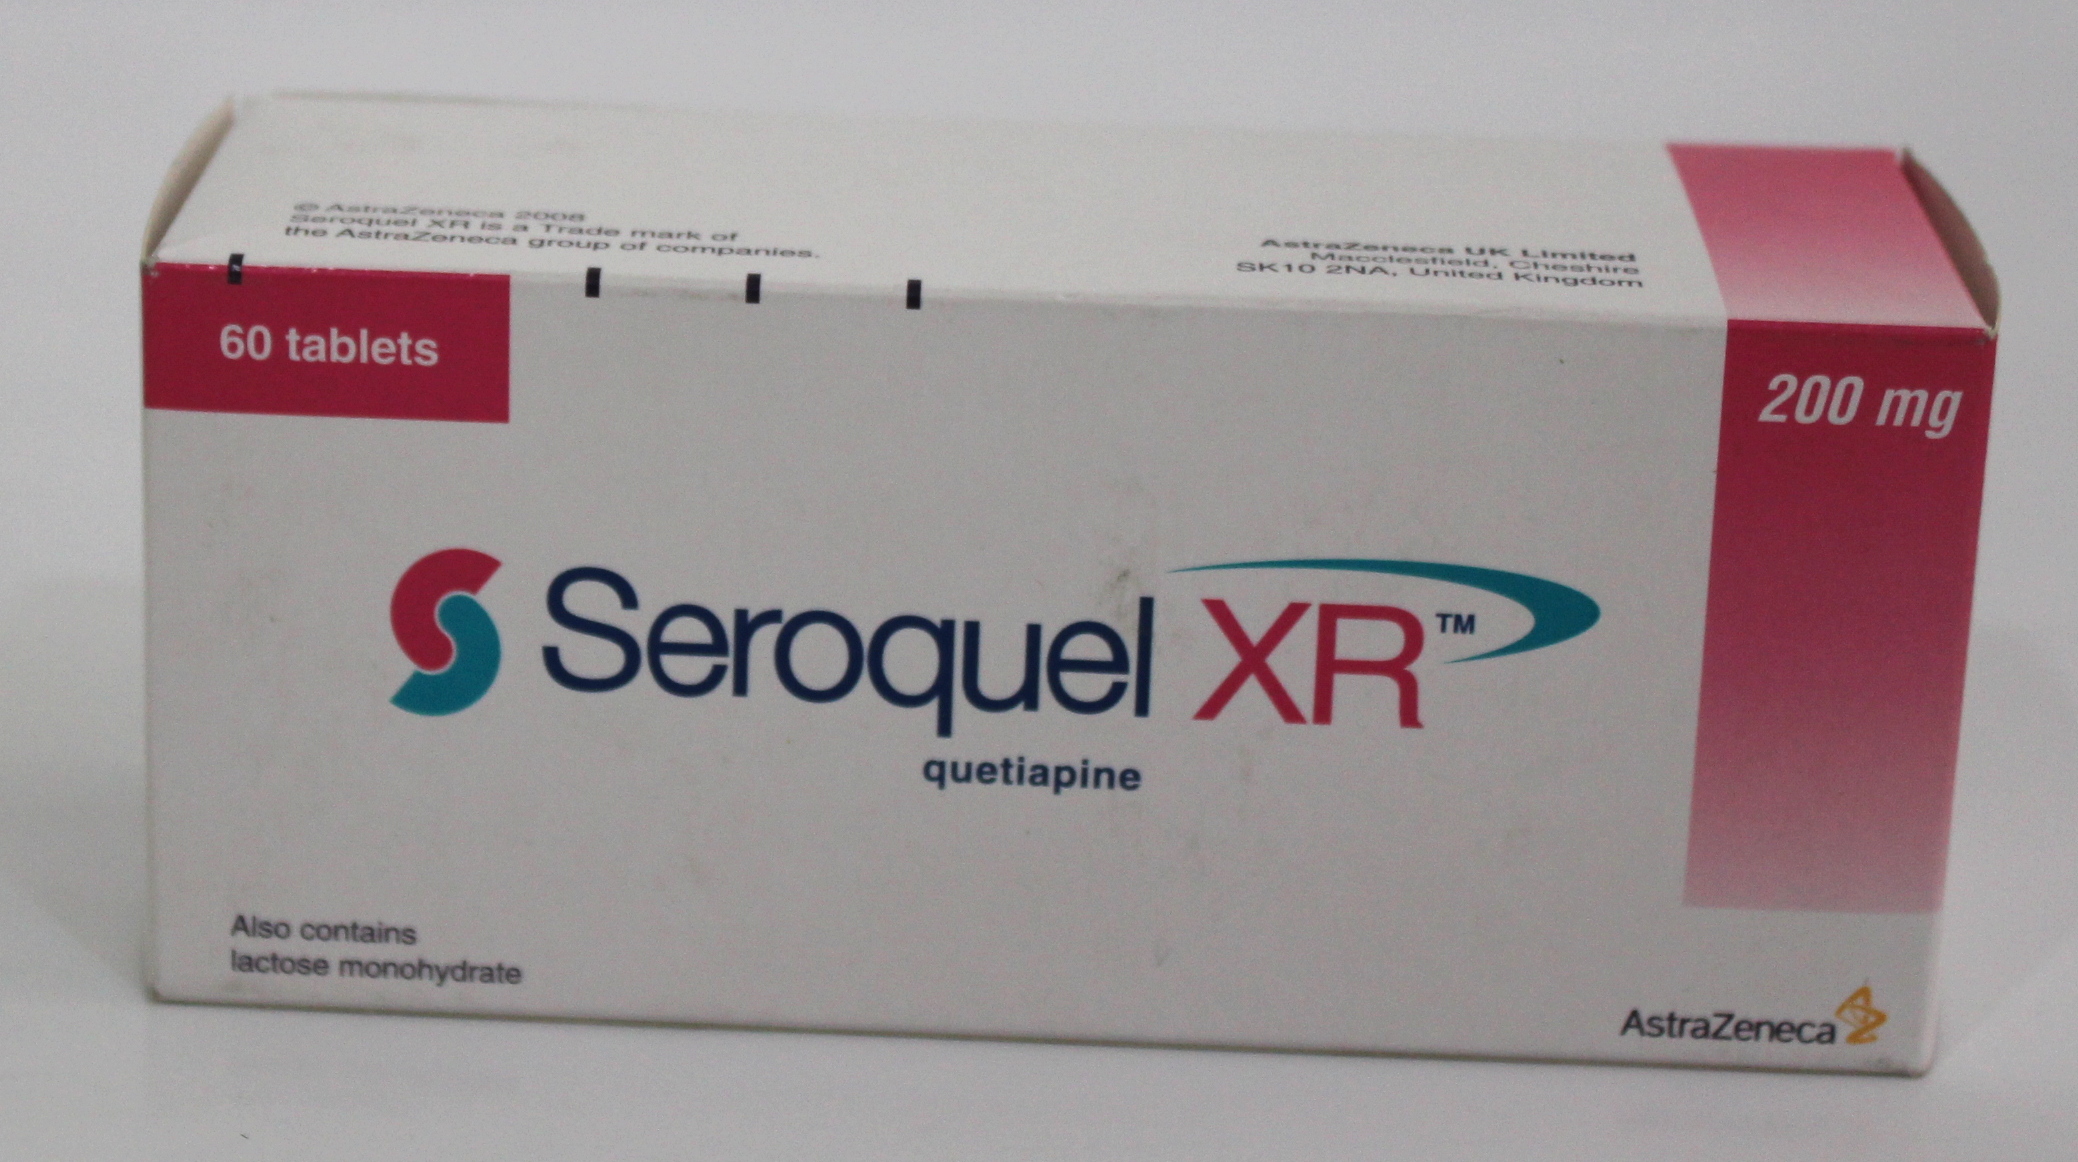 © AstraZeneca 2008
Seroquel XR is a Trade mark of
the AstraZeneca group of companies.
AstraZeneca UK Limited
Macclesfield, Cheshire
SK10 2NA, United Kingdom
60 tablets
200 mg
Seroquel XR™
quetiapine
Also contains
lactose monohydrate
AstraZeneca